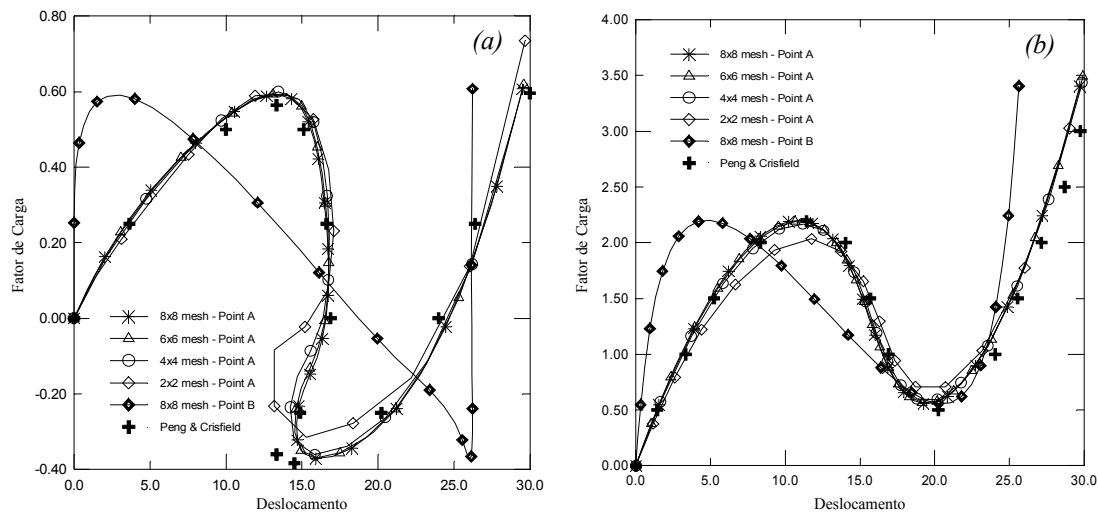 (a)
0.80
0.60
0.40
0.20
0.00
-0.20
-0.40
Fator de Carga
8x8 mesh - Point A
6x6 mesh - Point A
4x4 mesh - Point A
2x2 mesh - Point A
8x8 mesh - Point B
Peng & Crisfield
0.0 5.0 10.0 15.0 20.0 25.0 30.0
Deslocamento
(b)
4.00
3.50
3.00
2.50
2.00
1.50
1.00
0.50
0.00
Fator de Carga
8x8 mesh - Point A
6x6 mesh - Point A
4x4 mesh - Point A
2x2 mesh - Point A
8x8 mesh - Point B
Peng & Crisfield
0.0 5.0 10.0 15.0 20.0 25.0 30.0
Deslocamento